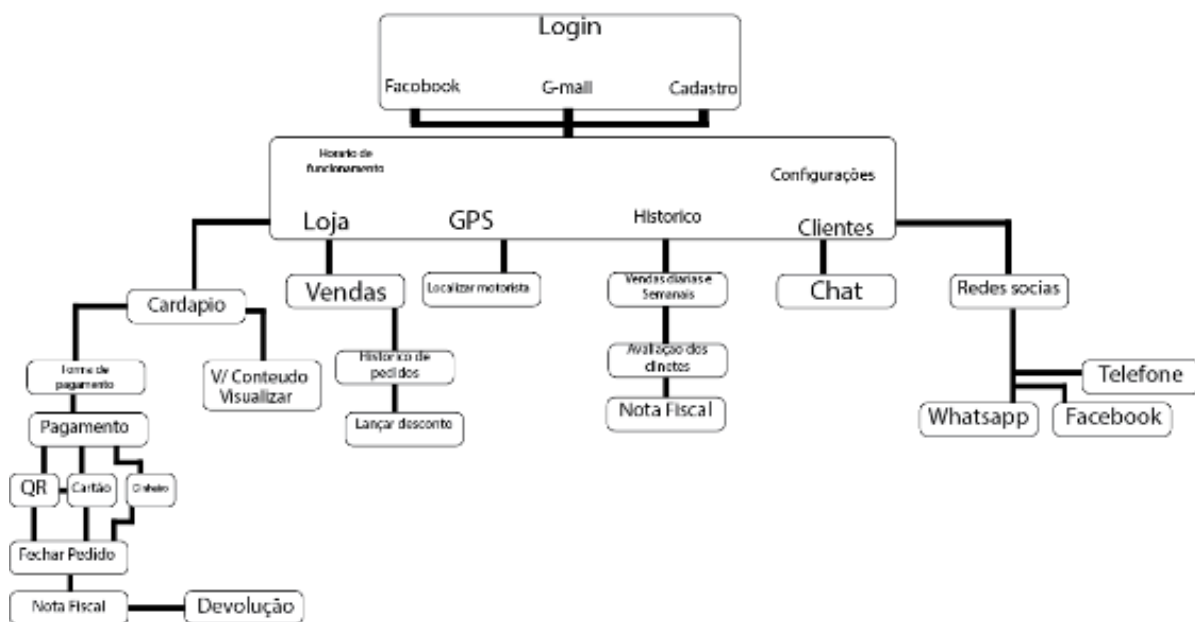 Login
Facobook
G-mall
Cadastro
Horario de
funcionamento
Configurações
Loja
GPS
Historico
Clientes
Cardapio
Vendas
Localizar motorista
Vendas diarias e
Semanais
Chat
Redes socias
Forma de
pagamento
V/ Conteudo
Visualizar
Historico de
pedidos
Avaliação dos
clinetes
Telefone
Pagamento
Lançar desconto
Nota Fiscal
Whatsapp
Facebook
QR
Cartão
Dinheiro
Fechar Pedido
Nota Fiscal
Devolução